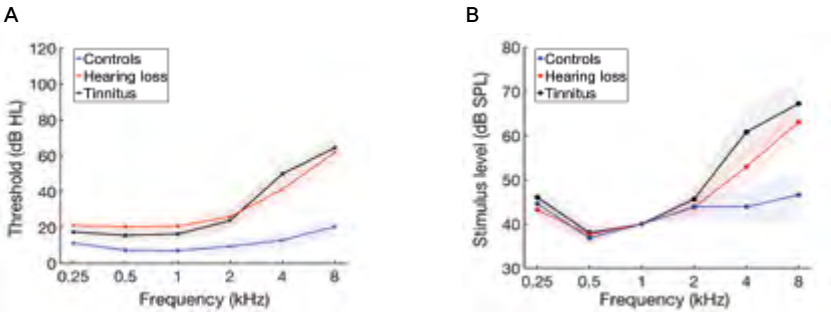 A
Threshold (dB HL)
120
100
80
60
40
20
0
Controls
Hearing loss
Tinnitus
0.25 0.5 1 2 4 8
Frequency (kHz)
B
Stimulus level (dB SPL)
80
70
60
50
40
30
Controls
Hearing loss
Tinnitus
0.25 0.5 1 2 4 8
Frequency (kHz)